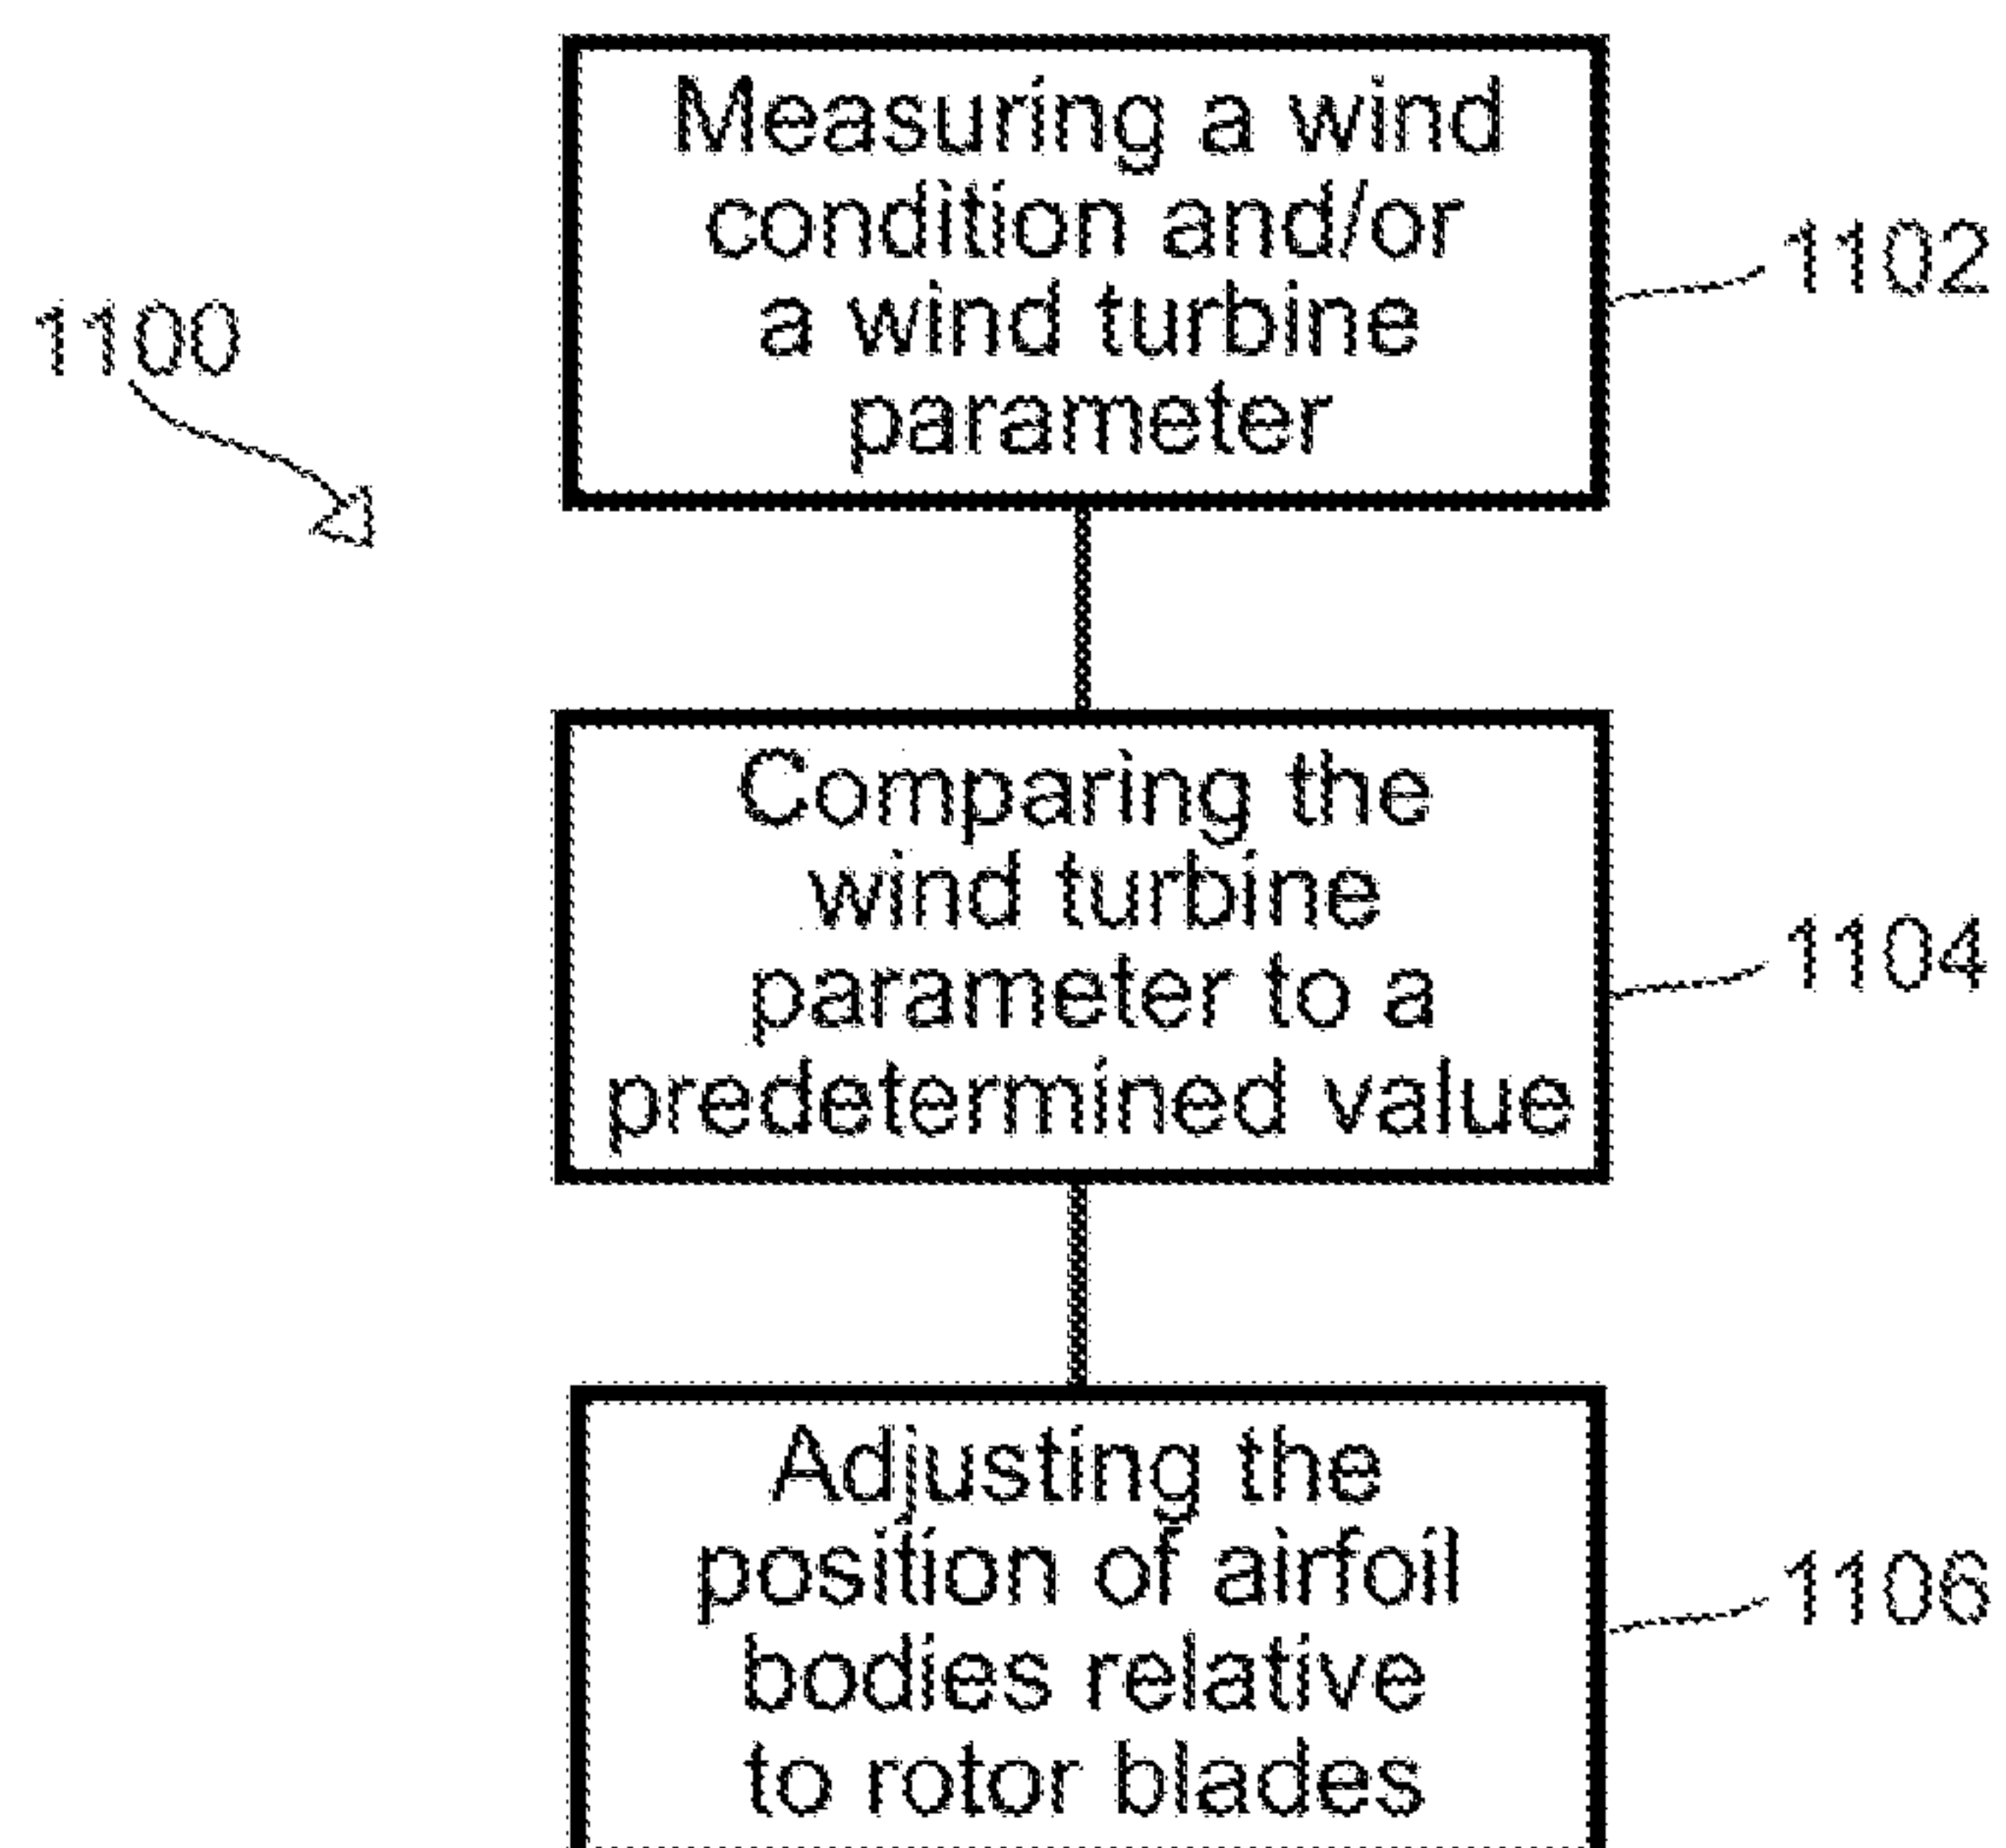 Measuring a wind
condition and/or
a wind turbine
parameter
1102
1100
Comparing the
wind turbine
parameter to a
predetermined value
1104
Adjusting the
position of airfoil
bodies relative
to rotor blades
1106